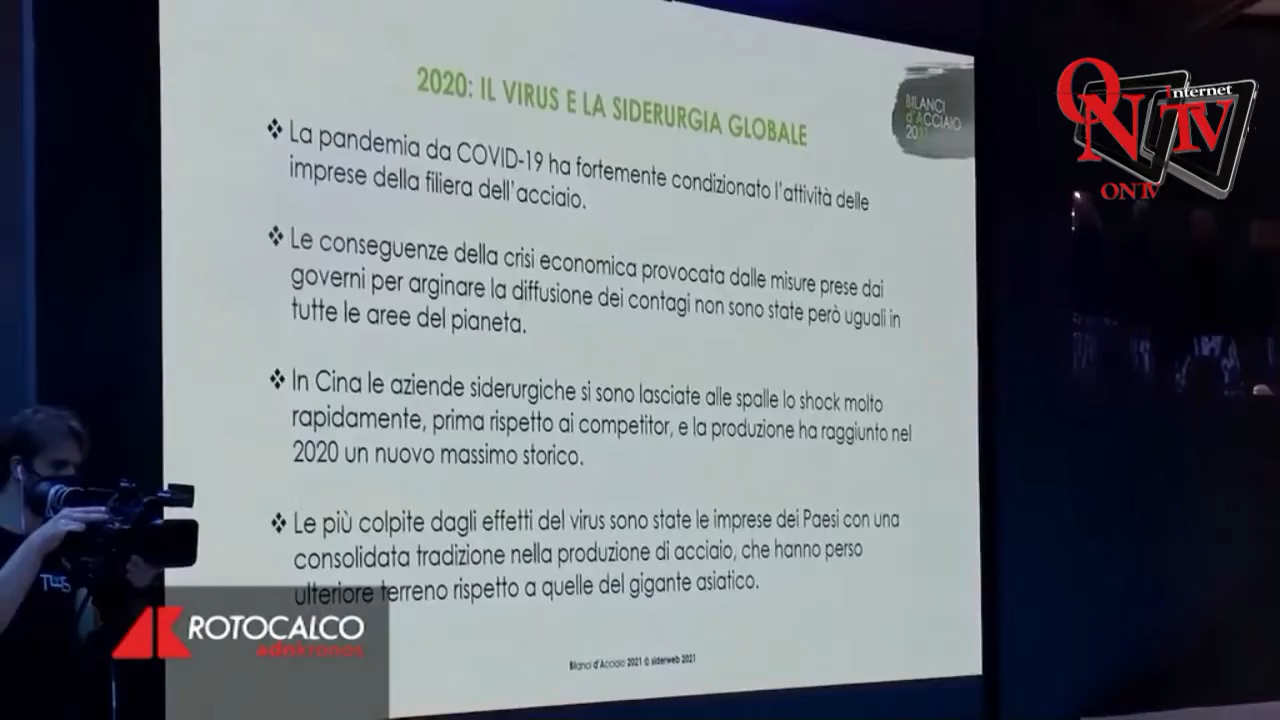 2020: IL VIRUS E LA SIDERURGIA GLOBALE
BILANCI
d'ACCIAIO
❖ La pandemia da COVID-19 ha fortemente condizionato l'attività delle
imprese della filiera dell'acciaio.
❖ Le conseguenze della crisi economica provocata dalle misure prese dai
governi per arginare la diffusione dei contagi non sono state però uguali in
tutte le aree del pianeta.
❖ In Cina le aziende siderurgiche si sono lasciate alle spalle lo shock molto
rapidamente, prima rispetto ai competitor, e la produzione ha raggiunto nel
2020 un nuovo massimo storico.
❖ Le più colpite dagli effetti del virus sono state le imprese dei Paesi con una
consolidata tradizione nella produzione di acciaio, che hanno perso
ulteriore terreno rispetto a quelle del gigante asiatico.
Bilanci d'Acciaio 2021 © siderweb 2021
ROTOCALCO
adnkronos
internet
ON TV
ONTV